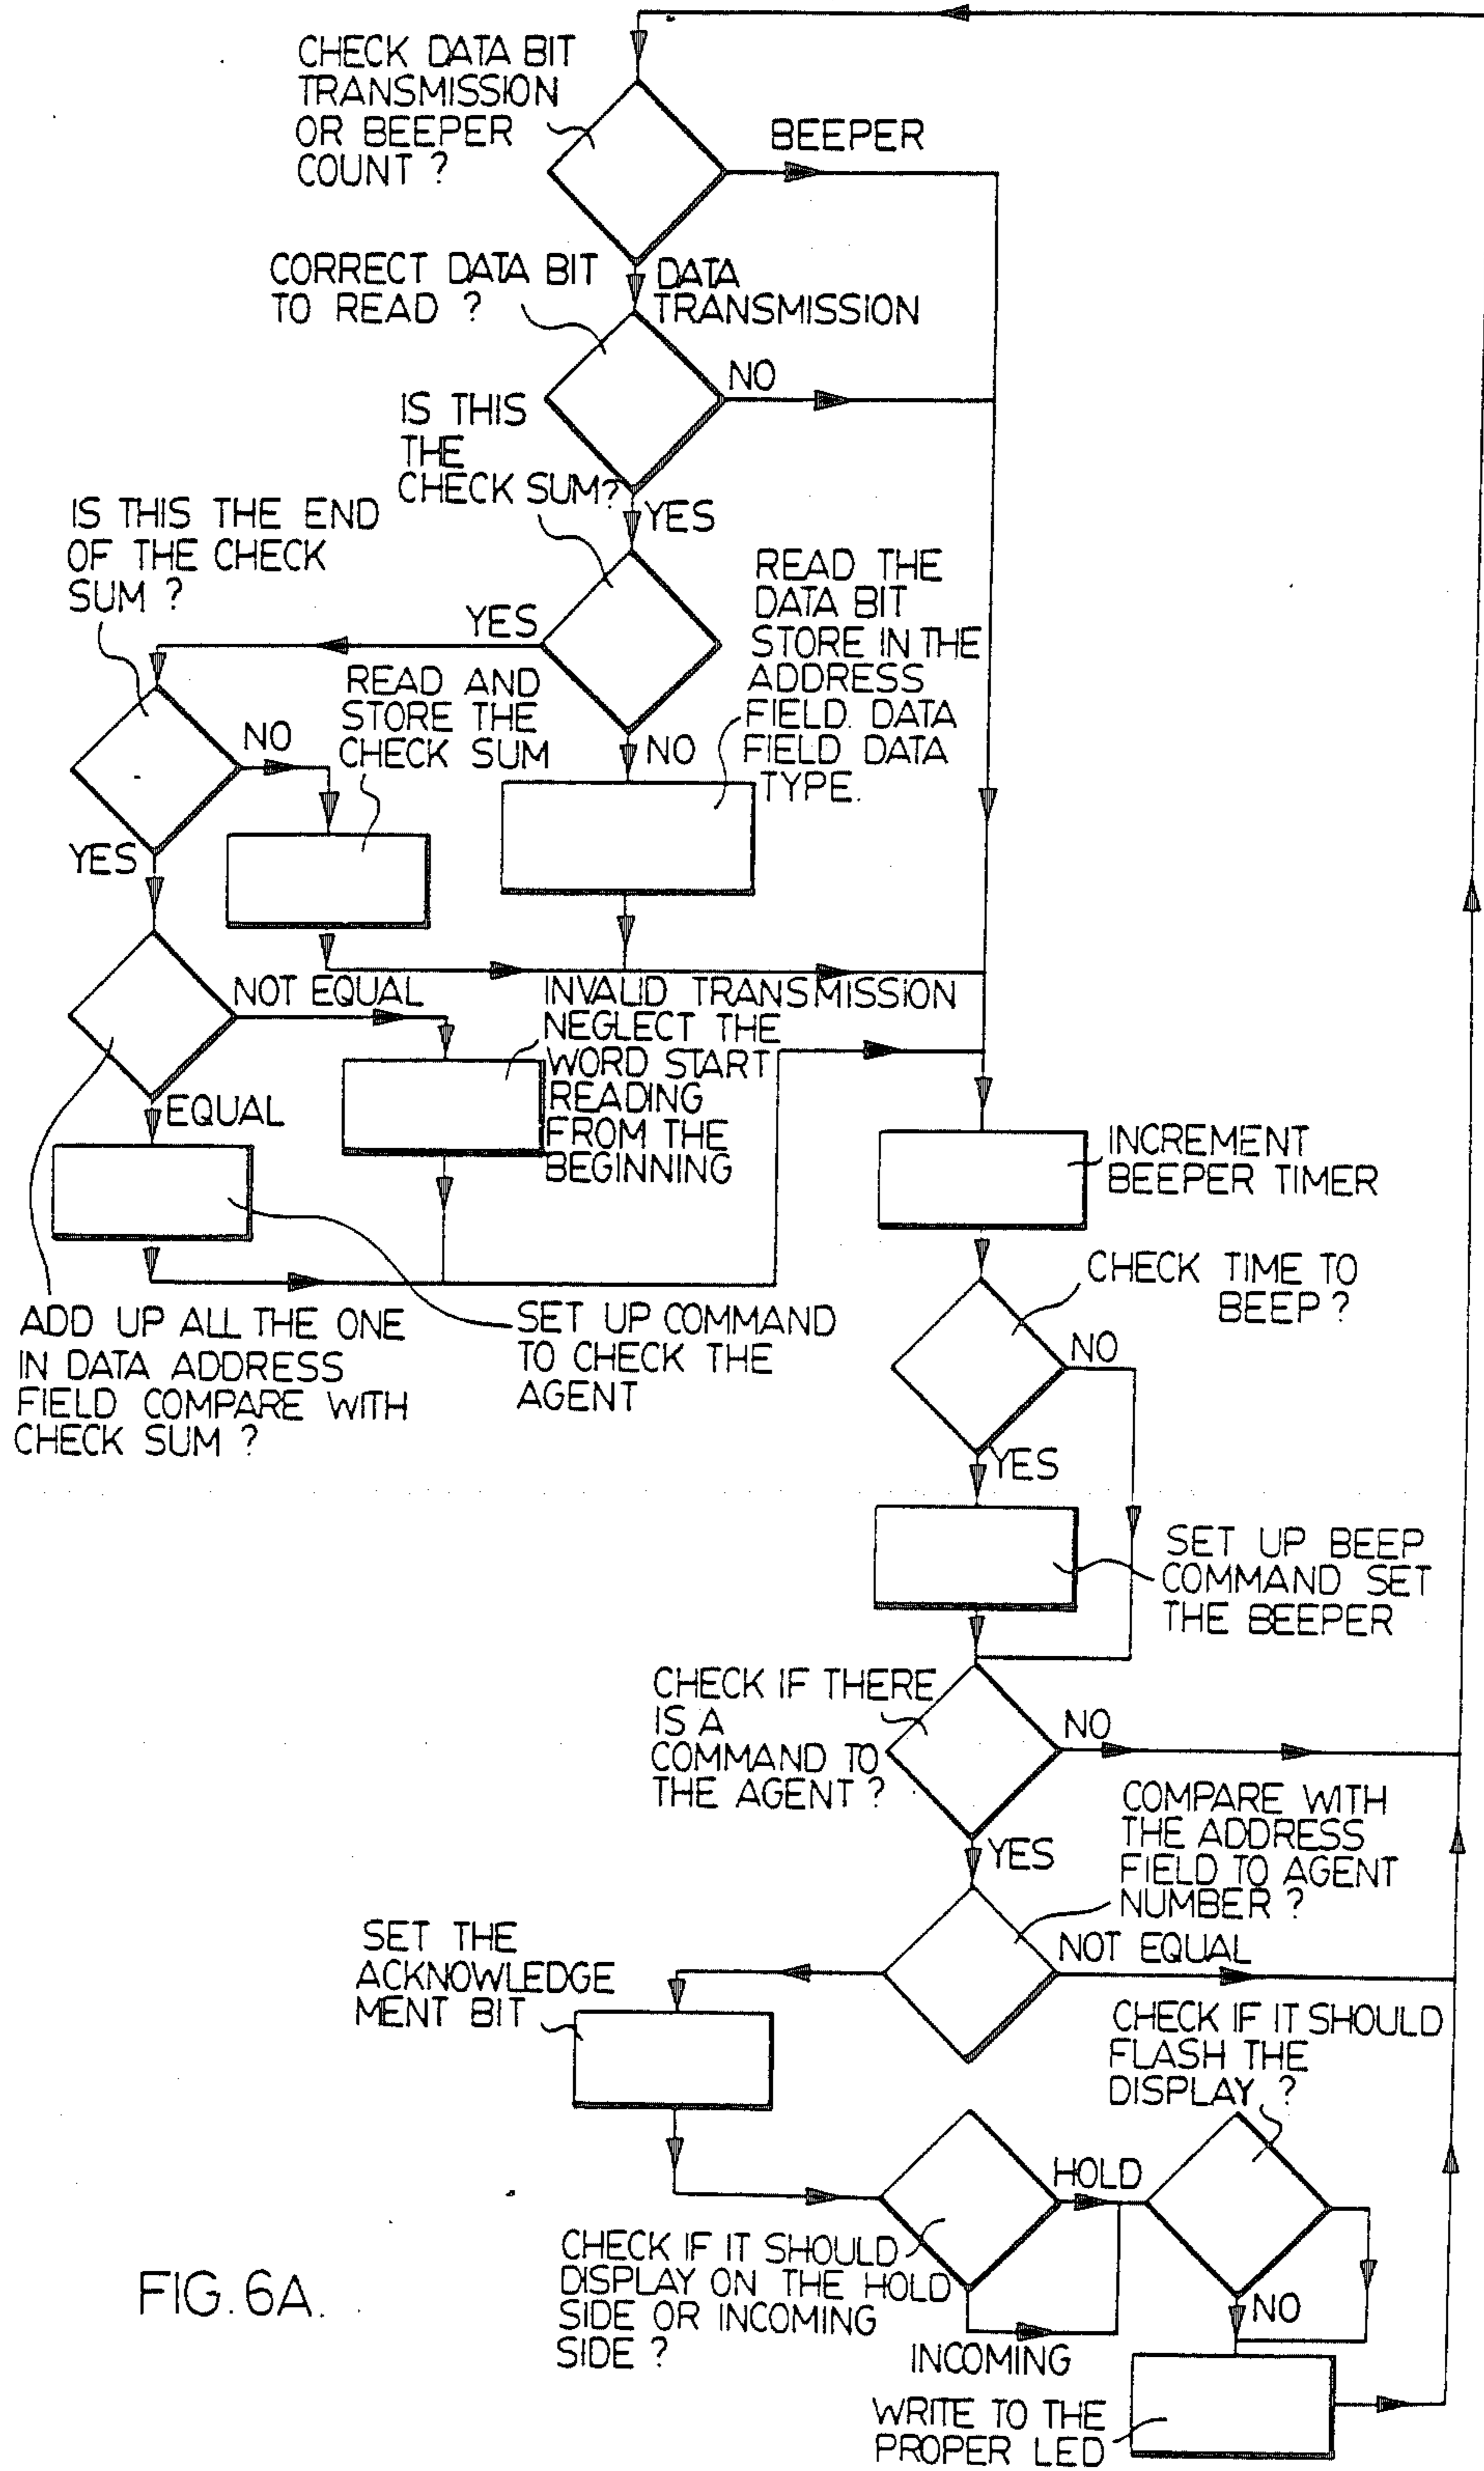 CHECK DATA BIT
TRANSMISSION
OR BEEPER
COUNT ?
BEEPER
CORRECT DATA BIT
TO READ ?
DATA
TRANSMISSION
NO
IS THIS
THE
CHECK SUM?
YES
IS THIS THE END
OF THE CHECK
SUM ?
YES
READ THE
DATA BIT
STORE IN THE
ADDRESS
FIELD. DATA
FIELD DATA
TYPE.
READ AND
STORE THE
CHECK SUM
NO
NO
YES
NOT EQUAL
INVALID TRANSMISSION
NEGLECT THE
WORD START
READING
FROM THE
BEGINNING
EQUAL
INCREMENT
BEEPER TIMER
CHECK TIME TO
BEEP ?
NO
ADD UP ALL THE ONE
IN DATA ADDRESS
FIELD COMPARE WITH
CHECK SUM ?
SET UP COMMAND
TO CHECK THE
AGENT
YES
SET UP BEEP
COMMAND SET
THE BEEPER
CHECK IF THERE
IS A
COMMAND TO
THE AGENT ?
NO
YES
COMPARE WITH
THE ADDRESS
FIELD TO AGENT
NUMBER ?
NOT EQUAL
SET THE
ACKNOWLEDGE
MENT BIT
CHECK IF IT SHOULD
FLASH THE
DISPLAY ?
HOLD
CHECK IF IT SHOULD
DISPLAY ON THE HOLD
SIDE OR INCOMING
SIDE ?
INCOMING
NO
WRITE TO THE
PROPER LED
FIG. 6A.